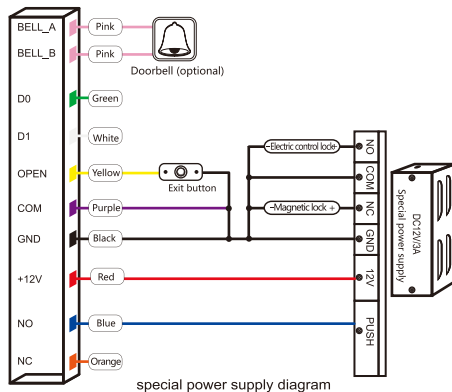 BELL_A Pink
BELL_B Pink
Doorbell (optional)
D0 Green
D1 White
OPEN Yellow
Exit button
COM Purple
GND Black
+12V Red
NO Blue
NC Orange
-Electric control lock+
-Magnetic lock +
NO
COM
NC
GND
12V
PUSH
DC12V/3A
Special power supply
special power supply diagram